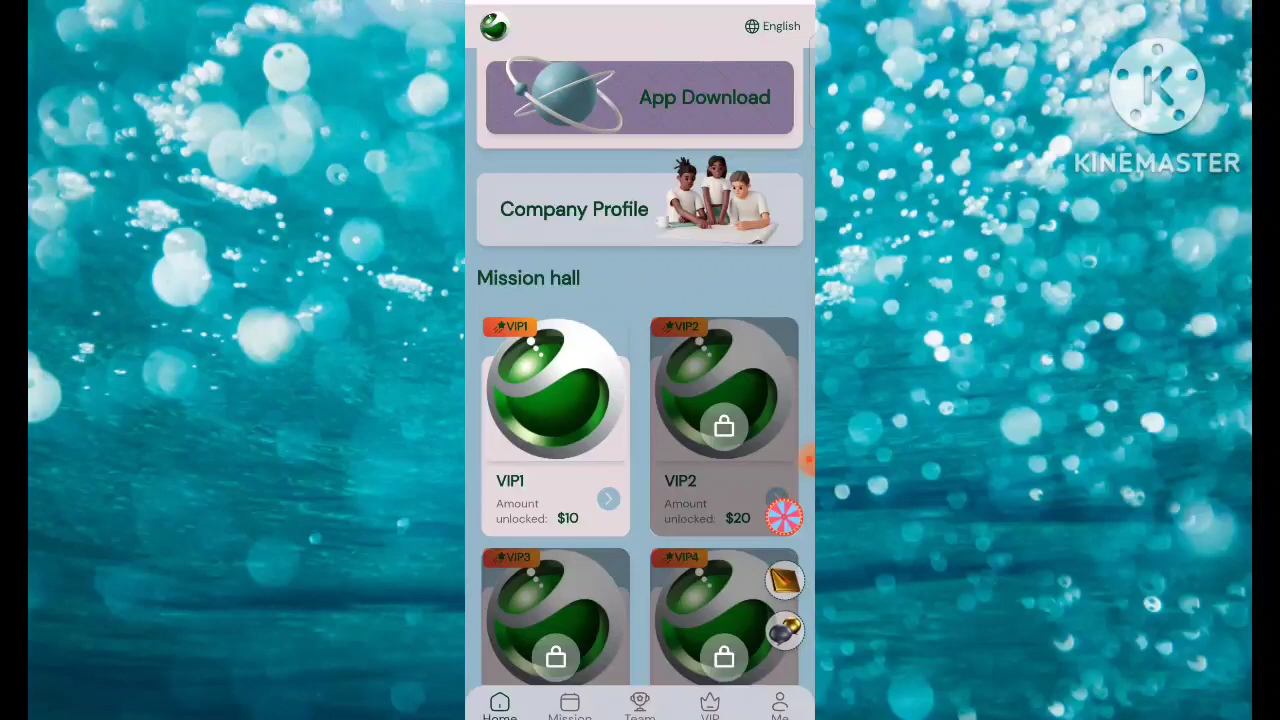 English
App Download
K
KINEMASTER
Company Profile
Mission hall
VIP1
VIP2
VIP1
VIP2
Amount
unlocked: $10
Amount
unlocked: $20
VIP3
VIP4
Home
Mission
Team
VIP
Me